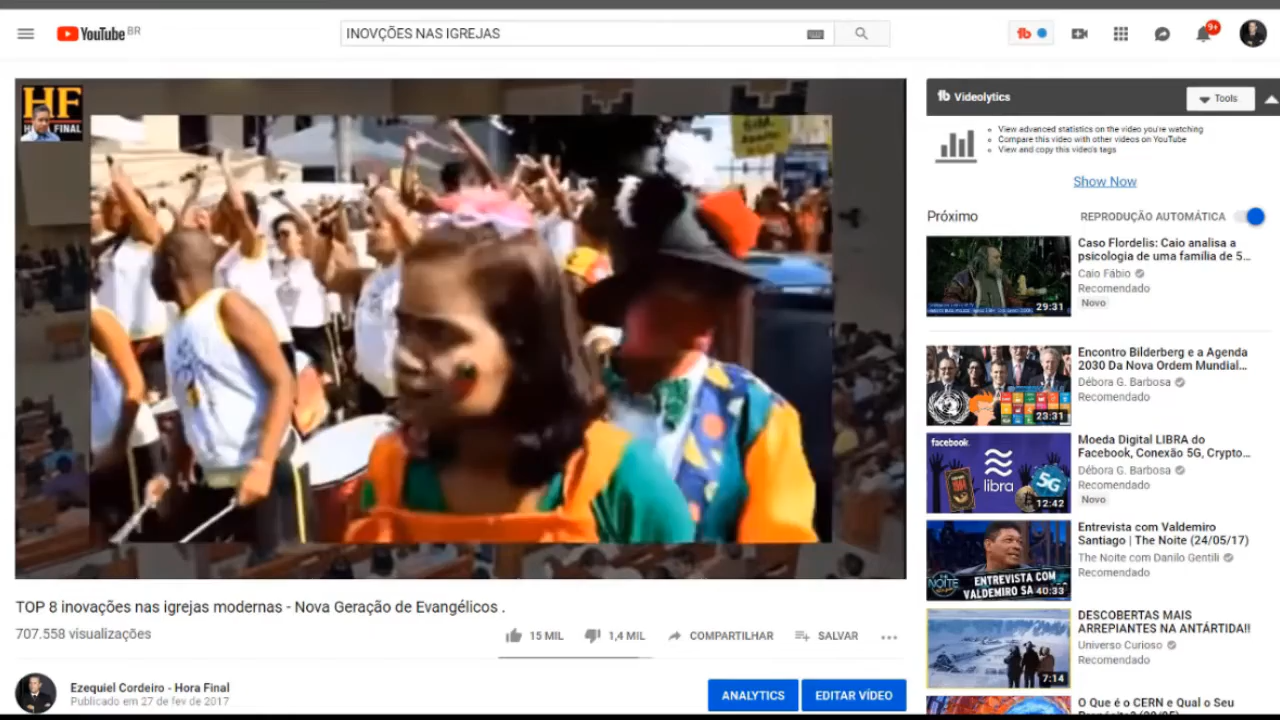 YouTube BR
INOVÇÕES NAS IGREJAS
9+
HF
HORA FINAL
Videolytics
Tools
View advanced statistics on the video you're watching
Compare this video with other videos on YouTube
View and copy this video's tags
Show Now
Próximo
REPRODUÇÃO AUTOMÁTICA
Caso Flordelis: Caio analisa a
psicologia de uma família de 5...
Caio Fábio
Recomendado
Novo
29:31
Encontro Bilderberg e a Agenda
2030 Da Nova Ordem Mundial...
Débora G. Barbosa
Recomendado
23:31
facebook
libra
5G
12:42
Moeda Digital LIBRA do
Facebook, Conexão 5G, Crypto...
Débora G. Barbosa
Recomendado
Novo
THE NOITE
ENTREVISTA COM
VALDEMIRO SA
40:33
Entrevista com Valdemiro
Santiago | The Noite (24/05/17)
The Noite com Danilo Gentili
Recomendado
DESCOBERTAS MAIS
ARREPIANTES NA ANTÁRTIDA!!
Universo Curioso
Recomendado
7:14
O Que é o CERN e Qual o Seu
TOP 8 inovações nas igrejas modernas - Nova Geração de Evangélicos .
707.558 visualizações
15 MIL
1,4 MIL
COMPARTILHAR
SALVAR
Ezequiel Cordeiro - Hora Final
Publicado em 27 de fev de 2017
ANALYTICS
EDITAR VÍDEO